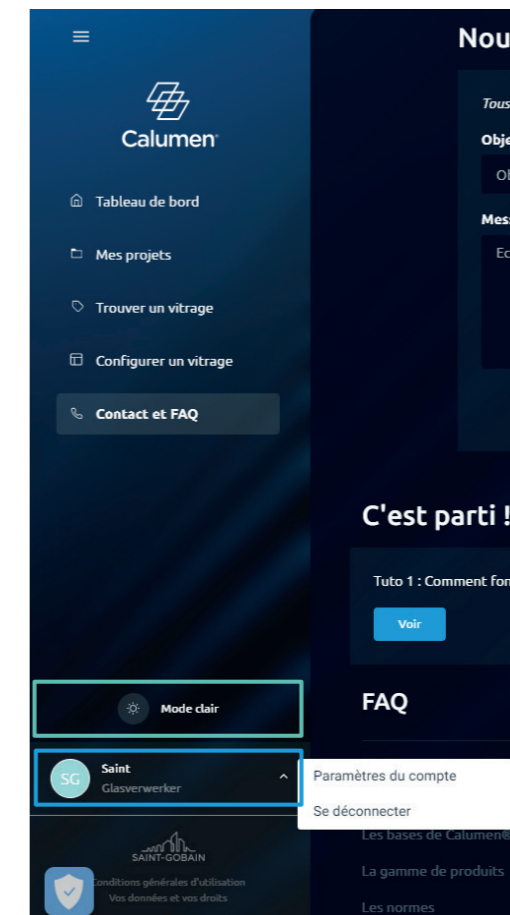 Calumen
Tableau de bord
Mes projets
Trouver un vitrage
Configurer un vitrage
Contact et FAQ
Mode clair
SG
Saint
Glasverwerker
SAINT-GOBAIN
Conditions générales d'utilisation
Vos données et vos droits
Nou
Tous
Obje
Ob
Mess
Ec
C'est parti !
Tuto 1 : Comment fon
Voir
FAQ
Paramètres du compte
Se déconnecter
Les bases de Calumen®
La gamme de produits
Les normes